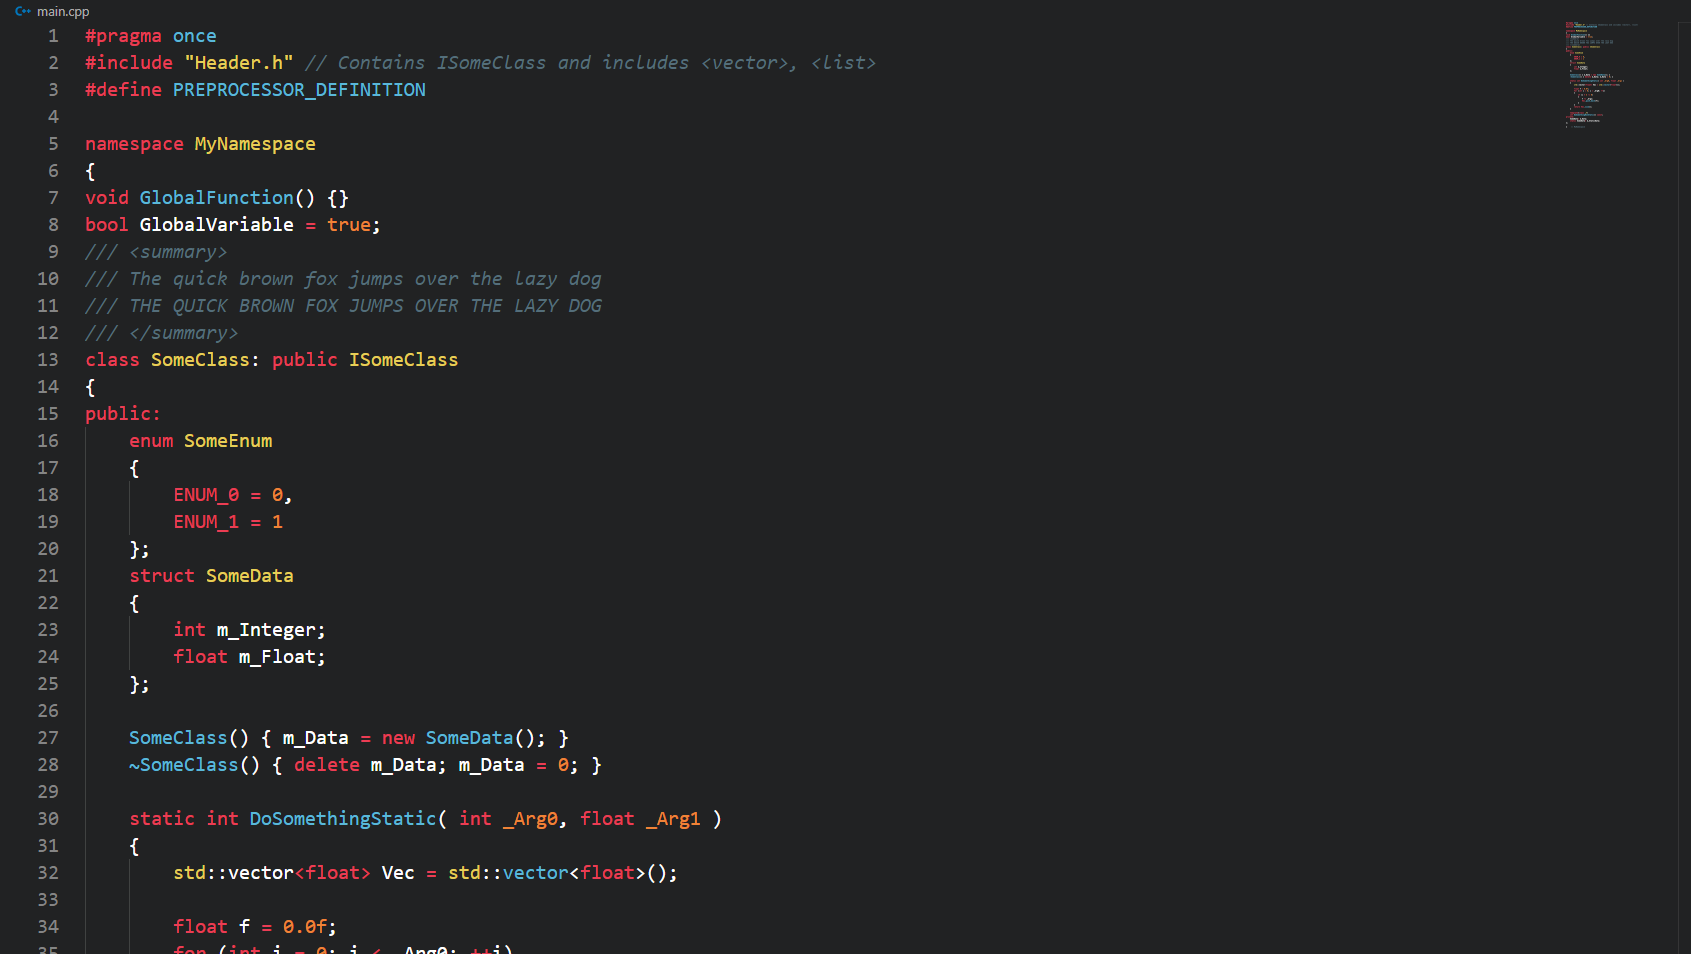 C++ main.cpp
1 #pragma once
2 #include "Header.h" // Contains ISomeClass and includes <vector>, <list>
3 #define PREPROCESSOR_DEFINITION
4
5 namespace MyNamespace
6 {
7 void GlobalFunction() {}
8 bool GlobalVariable = true;
9 /// <summary>
10 /// The quick brown fox jumps over the lazy dog
11 /// THE QUICK BROWN FOX JUMPS OVER THE LAZY DOG
12 /// </summary>
13 class SomeClass: public ISomeClass
14 {
15 public:
16     enum SomeEnum
17     {
18         ENUM_0 = 0,
19         ENUM_1 = 1
20     };
21     struct SomeData
22     {
23         int m_Integer;
24         float m_Float;
25     };
26
27     SomeClass() { m_Data = new SomeData(); }
28     ~SomeClass() { delete m_Data; m_Data = 0; }
29
30     static int DoSomethingStatic( int _Arg0, float _Arg1 )
31     {
32         std::vector<float> Vec = std::vector<float>();
33
34         float f = 0.0f;
35         for (int i = 0; i < _Arg0; ++i)